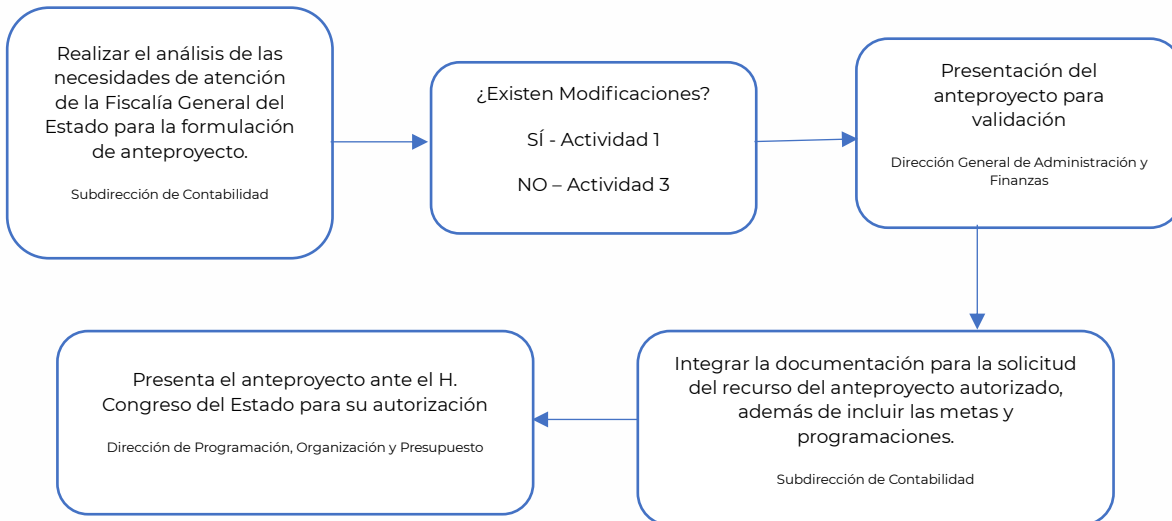 Realizar el análisis de las
necesidades de atención
de la Fiscalía General del
Estado para la formulación
de anteproyecto.
Subdirección de Contabilidad
¿Existen Modificaciones?
SÍ - Actividad 1
NO – Actividad 3
Presentación del
anteproyecto para
validación
Dirección General de Administración y
Finanzas
Presenta el anteproyecto ante el H.
Congreso del Estado para su autorización
Dirección de Programación, Organización y Presupuesto
Integrar la documentación para la solicitud
del recurso del anteproyecto autorizado,
además de incluir las metas y
programaciones.
Subdirección de Contabilidad